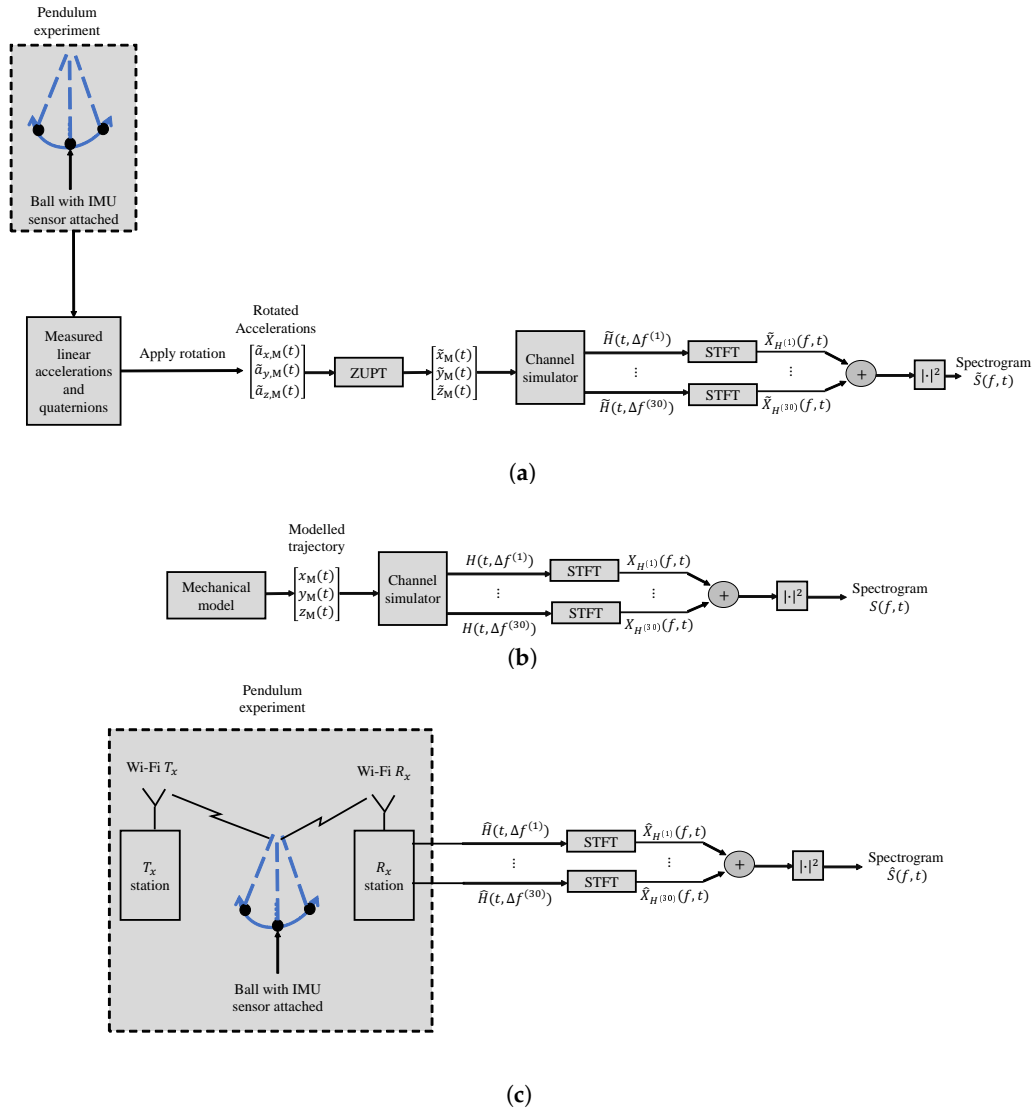 Pendulum
experiment
Ball with IMU
sensor attached
Measured
linear
accelerations
and
quaternions
Apply rotation
Rotated
Accelerations
[ã_{x,M}(t)]
[ã_{y,M}(t)]
[ã_{z,M}(t)]
ZUPT
[x̃_M(t)]
[ỹ_M(t)]
[z̃_M(t)]
Channel
simulator
H̃(t, Δf^{(1)})
⋮
H̃(t, Δf^{(30)})
STFT
STFT
X̃_{H^{(1)}}(f, t)
⋮
X̃_{H^{(30)}}(f, t)
+
|·|²
Spectrogram
S̃(f, t)
(a)
Mechanical
model
Modelled
trajectory
[x_M(t)]
[y_M(t)]
[z_M(t)]
Channel
simulator
H(t, Δf^{(1)})
⋮
H(t, Δf^{(30)})
STFT
STFT
X_{H^{(1)}}(f, t)
⋮
X_{H^{(30)}}(f, t)
+
|·|²
Spectrogram
S(f, t)
(b)
Pendulum
experiment
Wi-Fi T_x
Wi-Fi R_x
T_x
station
R_x
station
Ball with IMU
sensor attached
Ĥ(t, Δf^{(1)})
⋮
Ĥ(t, Δf^{(30)})
STFT
STFT
X̂_{H^{(1)}}(f, t)
⋮
X̂_{H^{(30)}}(f, t)
+
|·|²
Spectrogram
Ŝ(f, t)
(c)